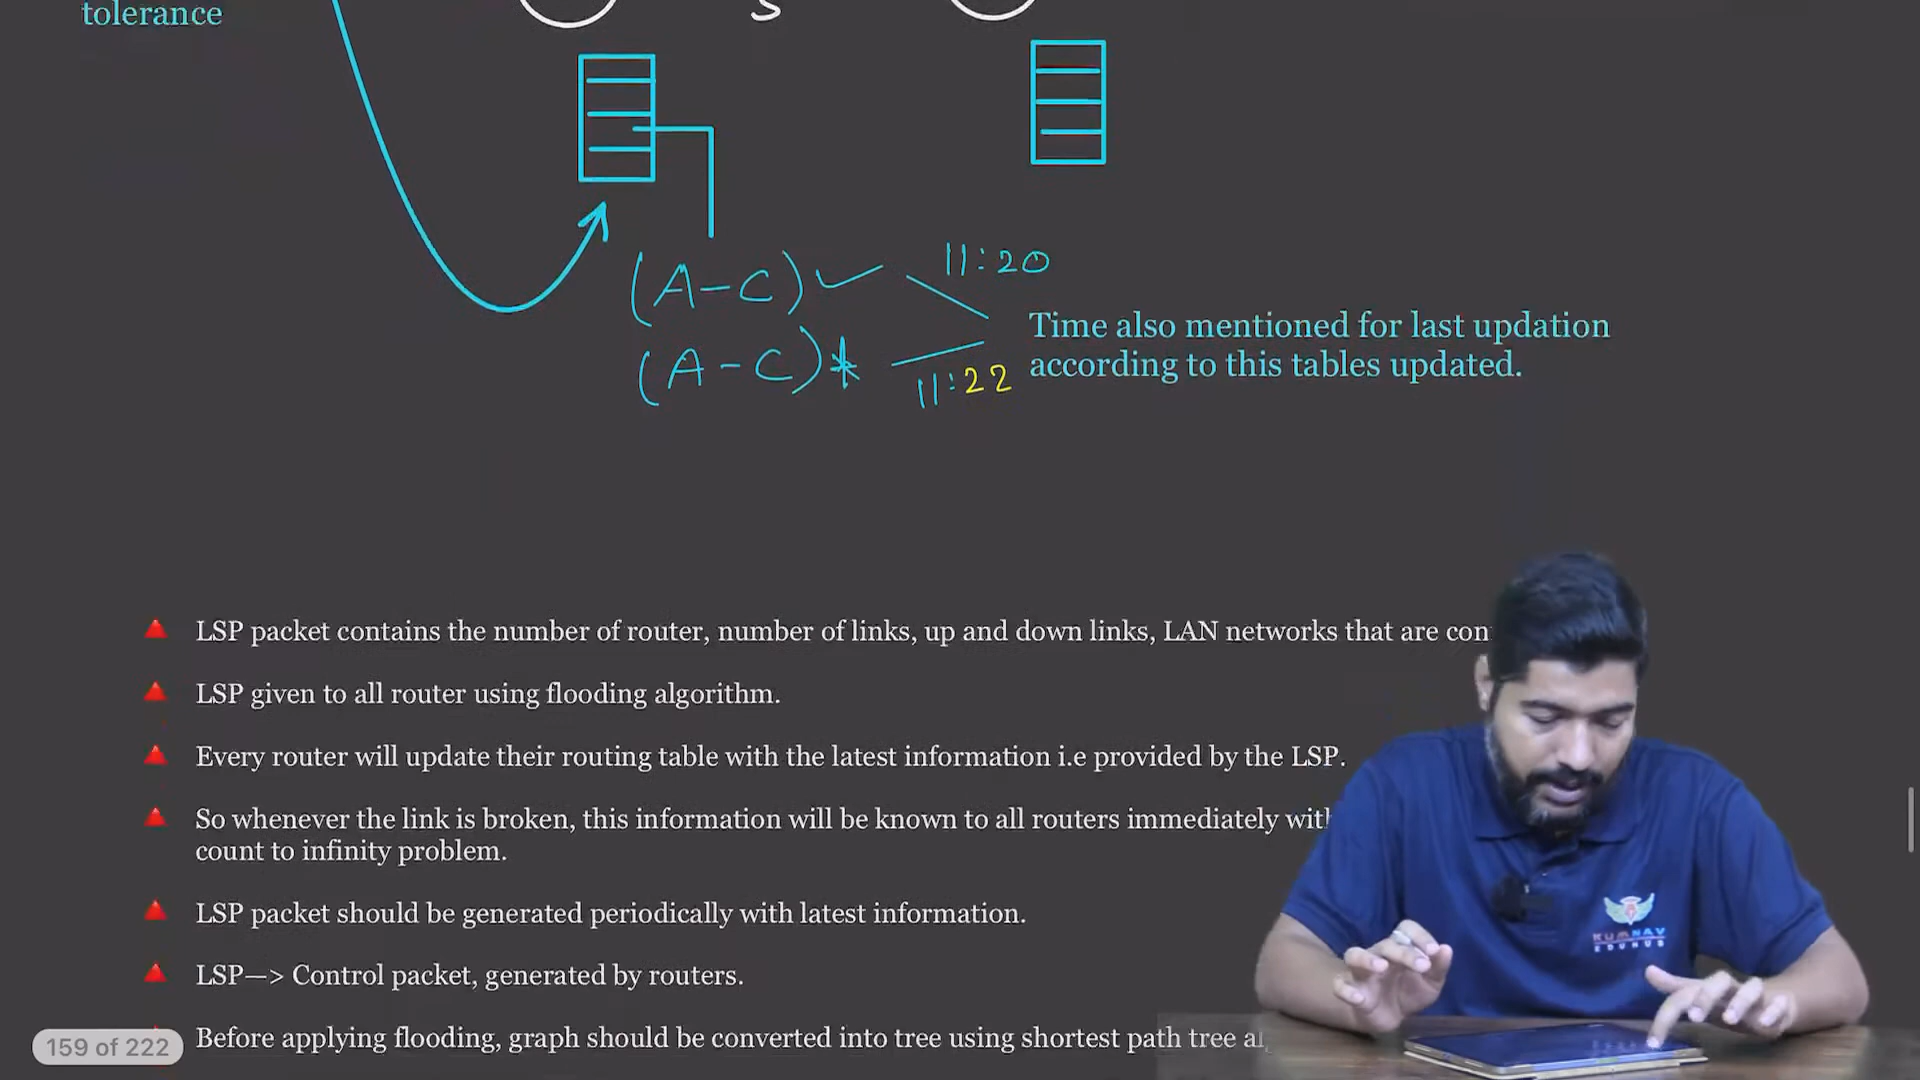 tolerance
S
11:20
(A-C)✓
Time also mentioned for last updation
(A-C)*
11:22
according to this tables updated.
LSP packet contains the number of router, number of links, up and down links, LAN networks that are
LSP given to all router using flooding algorithm.
Every router will update their routing table with the latest information i.e provided by the LSP.
So whenever the link is broken, this information will be known to all routers immediately
count to infinity problem.
LSP packet should be generated periodically with latest information.
LSP—> Control packet, generated by routers.
Before applying flooding, graph should be converted into tree using shortest path tree
159 of 222
KUMNAV
EDUHUB